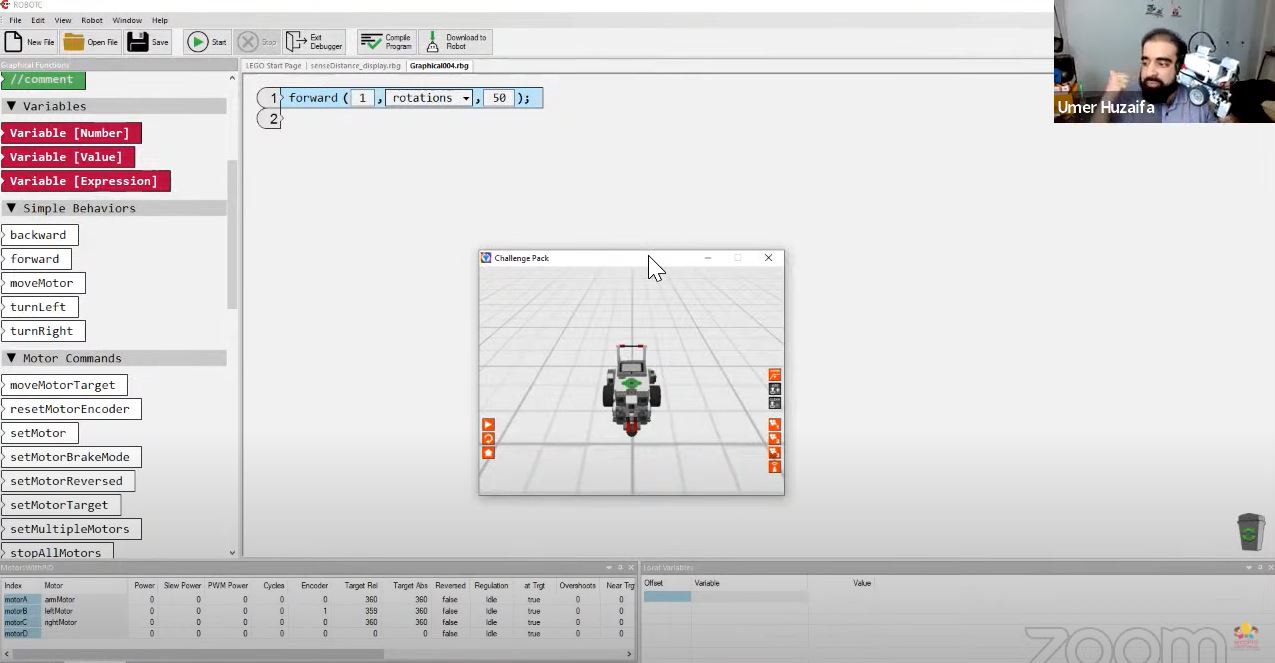 ROBOTC
File Edit View Robot Window Help
New File Open File Save Start Stop Exit Debugger Compile Program Download to Robot
Graphical Functions
LEGO Start Page senseDistance_display.rbg Graphical004.rbg
//comment
Variables
Variable [Number]
Variable [Value]
Variable [Expression]
Simple Behaviors
backward
forward
moveMotor
turnLeft
turnRight
Motor Commands
moveMotorTarget
resetMotorEncoder
setMotor
setMotorBrakeMode
setMotorReversed
setMotorTarget
setMultipleMotors
stopAllMotors
1 forward ( 1 , rotations , 50 );
2
Umer Huzaifa
Challenge Pack
MotorsWithPID
Index Motor Power Slew Power PWM Power Cycles Encoder Target Rel Target Abs Reversed Regulation at Trgt Overshoots Near Trg
motorA armMotor 0 0 0 0 0 360 360 false Idle true 0 0
motorB leftMotor 0 0 0 0 1 359 360 false Idle true 0 0
motorC rightMotor 0 0 0 0 0 360 360 false Idle true 0 0
motorD 0 0 0 0 0 0 0 false Idle true 0 0
Local Variables
Offset Variable Value
zoom